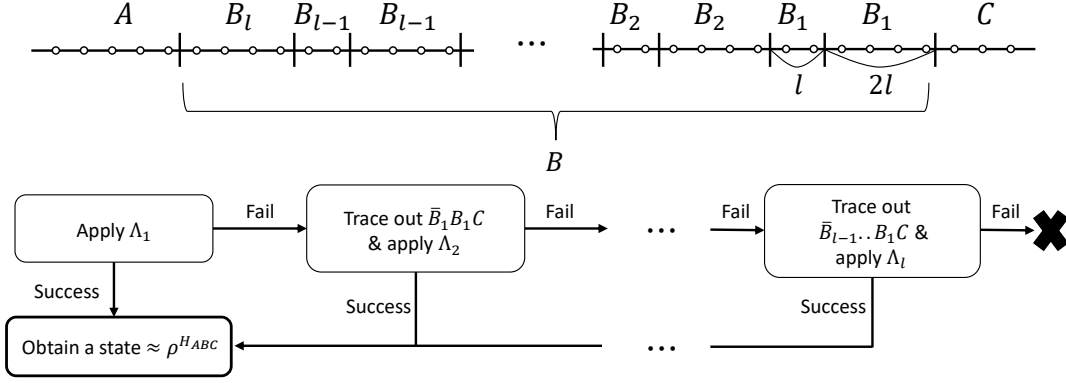 A B_l B_{l-1} B_{l-1} ... B_2 B_2 B_1 B_1 C
l 2l
B
Apply Λ_1
Fail
Trace out B̄_1B_1C
& apply Λ_2
Fail
...
Fail
Trace out
B̄_{l-1}..B_1C &
apply Λ_l
Fail
Success
Success
Success
Obtain a state ≈ ρ^{H_{ABC}}
...